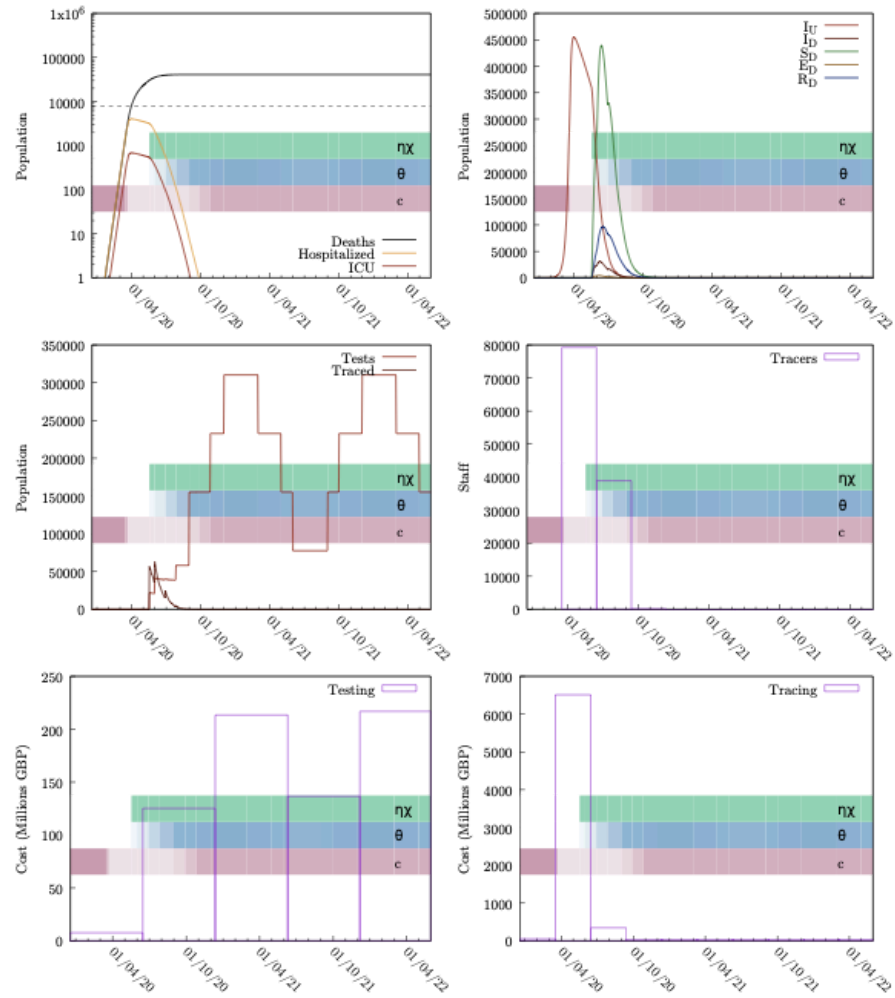 1x10⁶
100000
10000
1000
100
10
1
Population
ηχ
θ
c
Deaths
Hospitalized
ICU
01/04/20
01/10/20
01/04/21
01/10/21
01/04/22
500000
450000
400000
350000
300000
250000
200000
150000
100000
50000
0
Population
I_U
I_D
S_D
E_D
R_D
ηχ
θ
c
01/04/20
01/10/20
01/04/21
01/10/21
01/04/22
350000
300000
250000
200000
150000
100000
50000
0
Population
Tests
Traced
ηχ
θ
c
01/04/20
01/10/20
01/04/21
01/10/21
01/04/22
80000
70000
60000
50000
40000
30000
20000
10000
0
Staff
Tracers
ηχ
θ
c
01/04/20
01/10/20
01/04/21
01/10/21
01/04/22
250
200
150
100
50
0
Cost (Millions GBP)
Testing
ηχ
θ
c
01/04/20
01/10/20
01/04/21
01/10/21
01/04/22
7000
6000
5000
4000
3000
2000
1000
0
Cost (Millions GBP)
Tracing
ηχ
θ
c
01/04/20
01/10/20
01/04/21
01/10/21
01/04/22